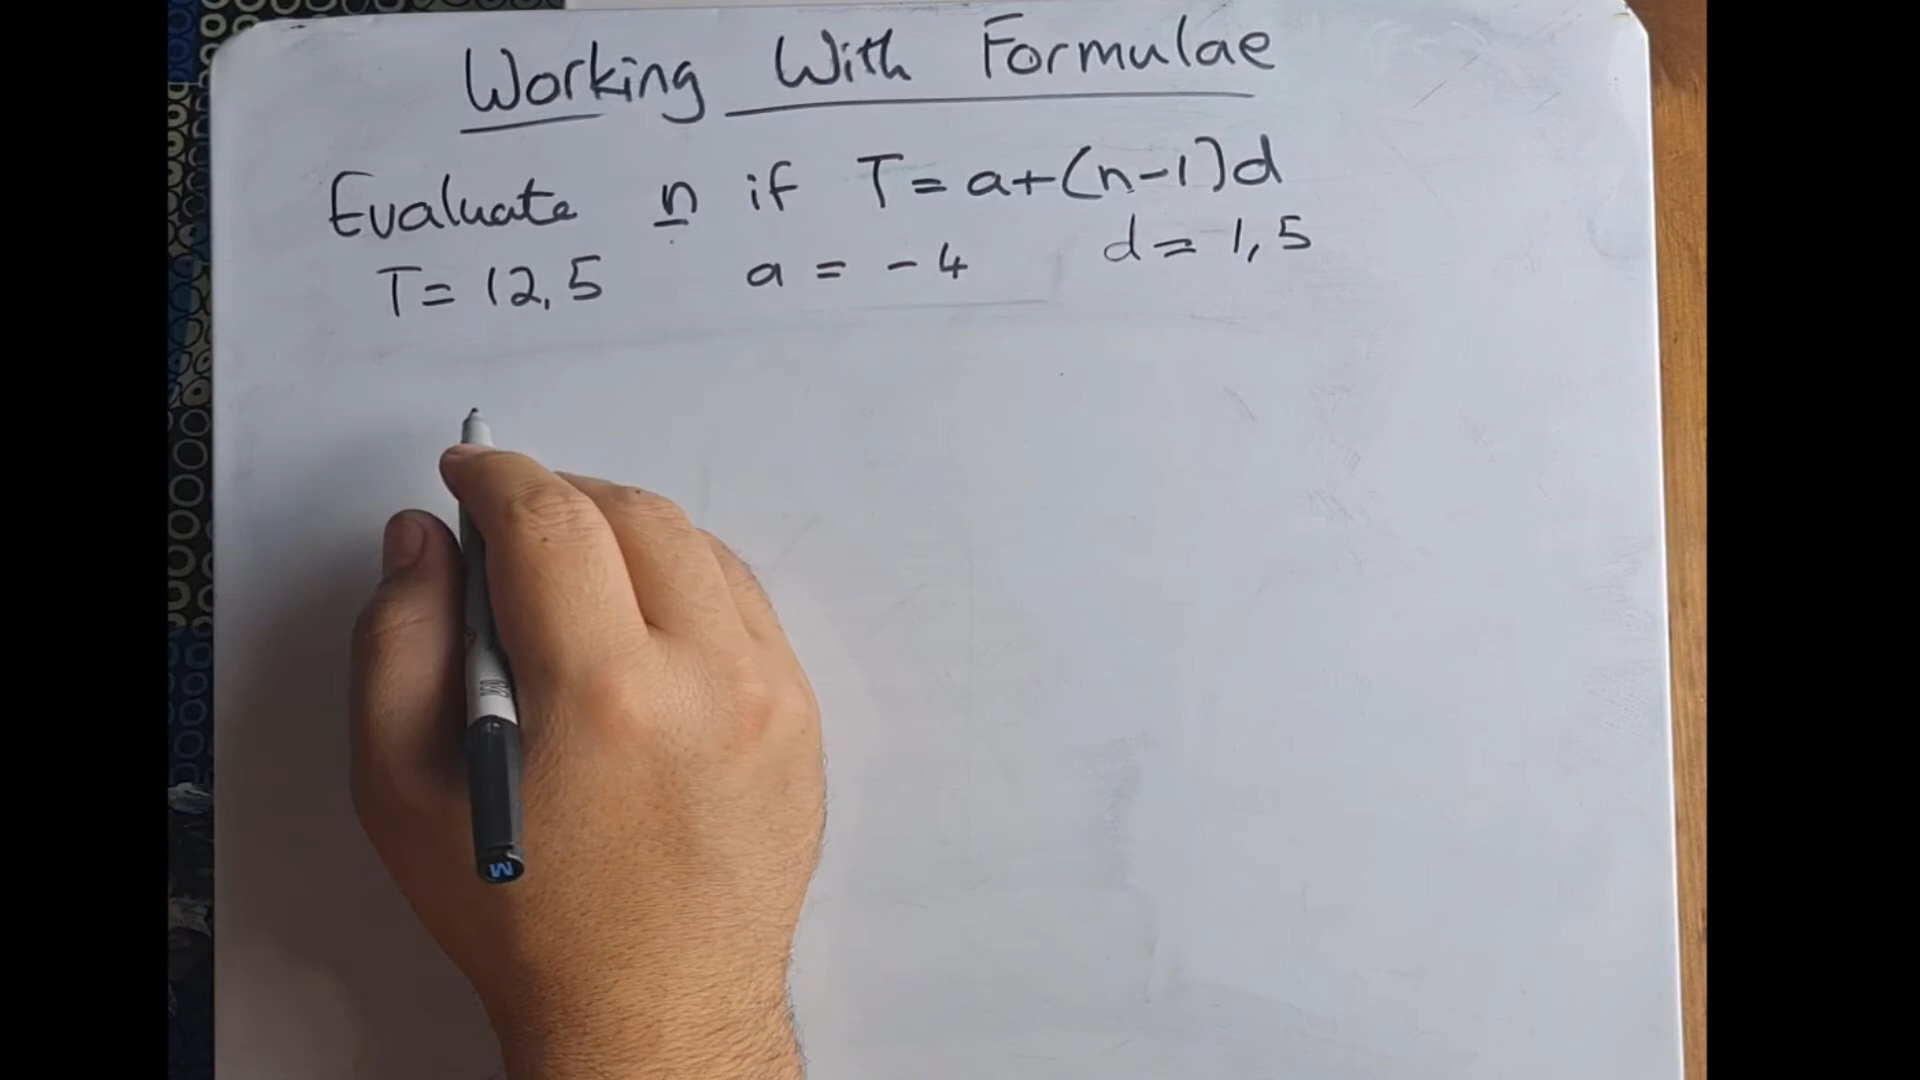 Working With Formulae
Evaluate n if T = a+(n-1)d
T = 12,5 a = -4 d = 1,5
M
M